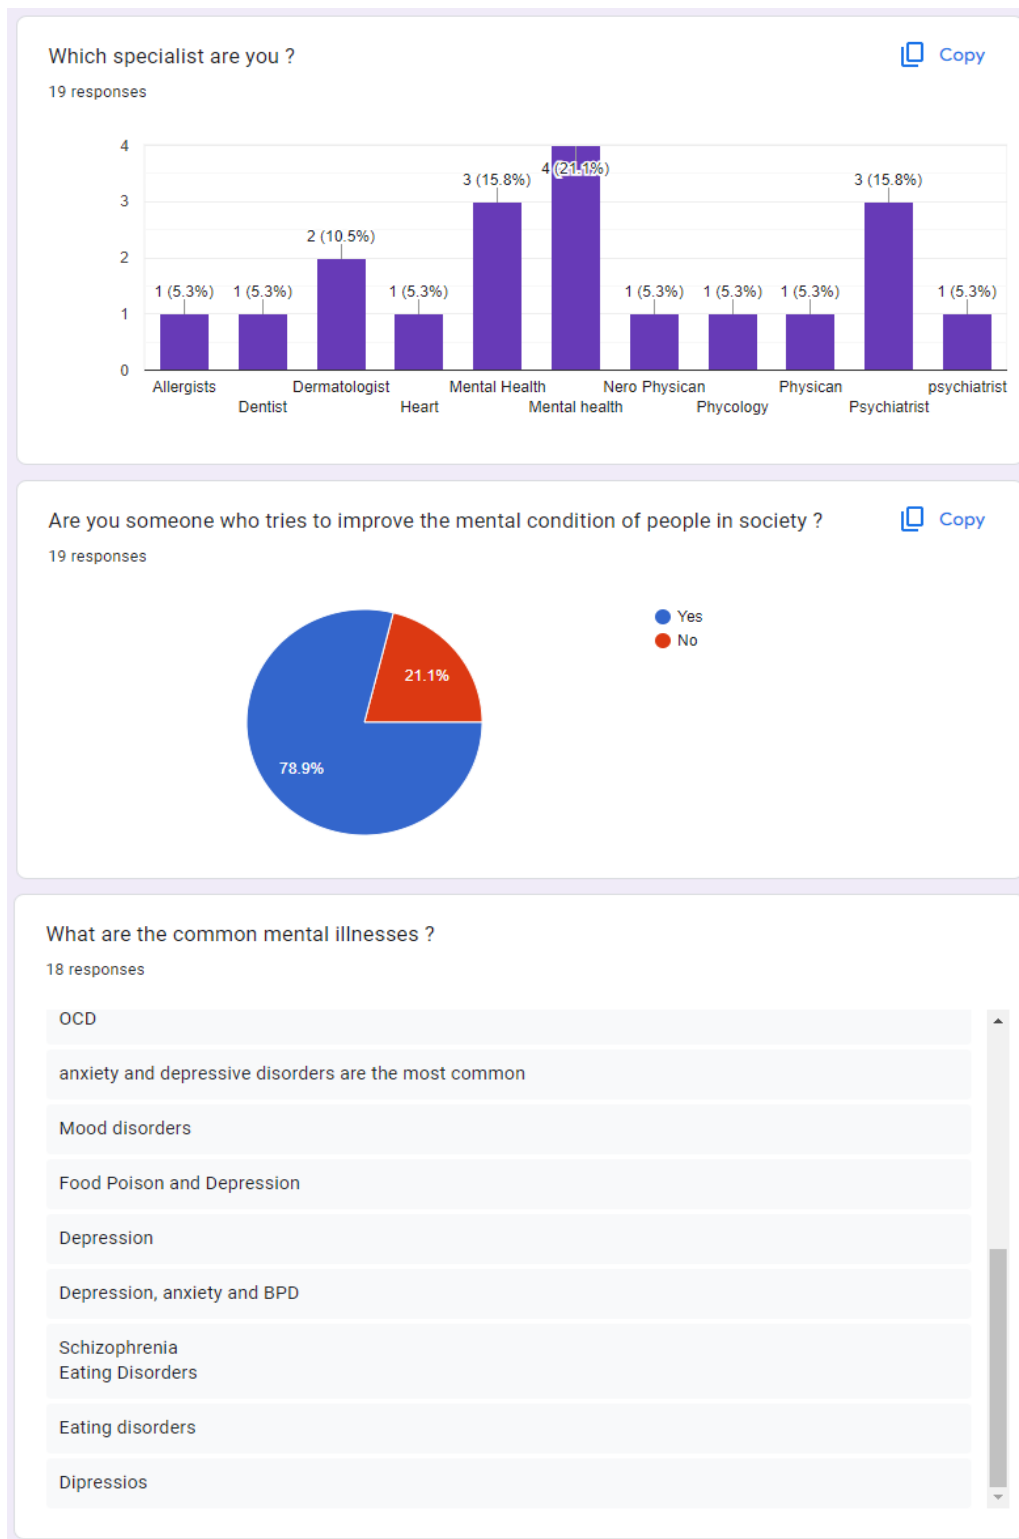 Which specialist are you ?
Copy
19 responses
4
3
2
1
0
1 (5.3%)
1 (5.3%)
2 (10.5%)
1 (5.3%)
3 (15.8%)
4 (21.1%)
1 (5.3%)
1 (5.3%)
1 (5.3%)
3 (15.8%)
1 (5.3%)
Allergists
Dentist
Dermatologist
Heart
Mental Health
Mental health
Nero Physican
Phycology
Physican
Psychiatrist
psychiatrist
Are you someone who tries to improve the mental condition of people in society ?
Copy
19 responses
Yes
No
21.1%
78.9%
What are the common mental illnesses ?
18 responses
OCD
anxiety and depressive disorders are the most common
Mood disorders
Food Poison and Depression
Depression
Depression, anxiety and BPD
Schizophrenia
Eating Disorders
Eating disorders
Dipressios